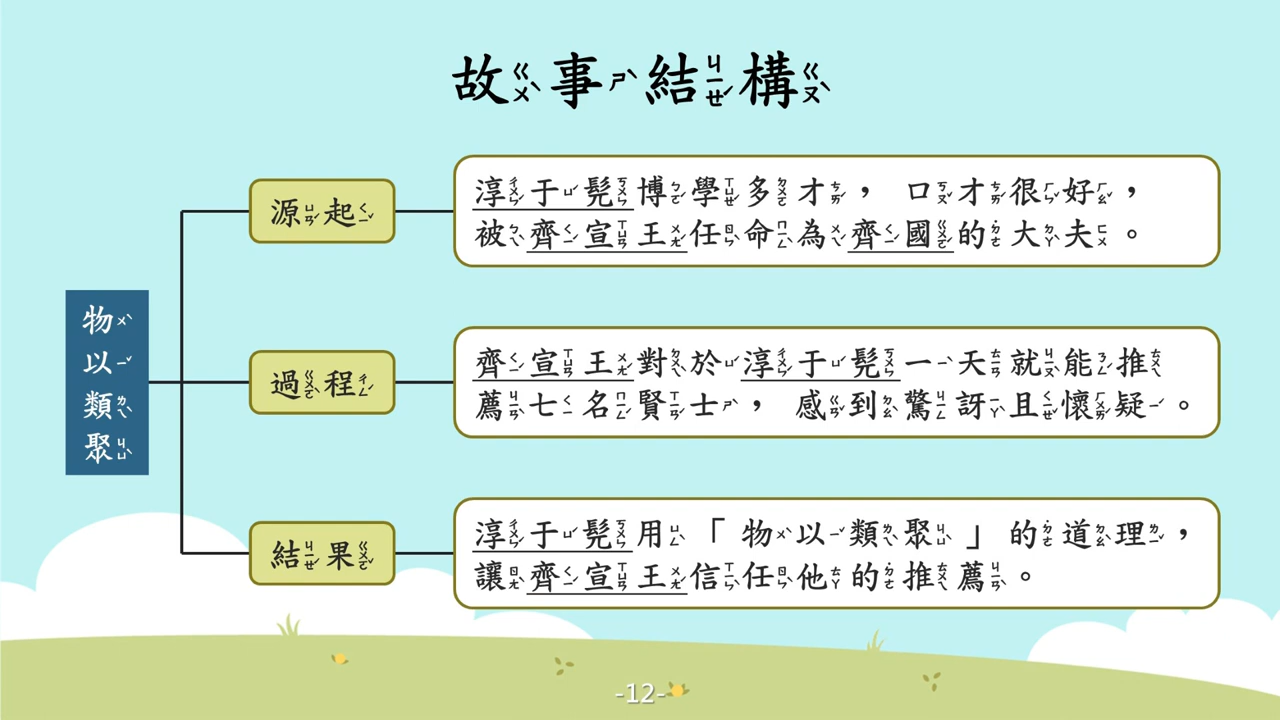 故事結構
物以類聚
源起
淳于髡博學多才，口才很好，
被齊宣王任命為齊國的大夫。
過程
齊宣王對於淳于髡一天就能推
薦七名賢士，感到驚訝且懷疑。
結果
淳于髡用「物以類聚」的道理，
讓齊宣王信任他的推薦。
-12-